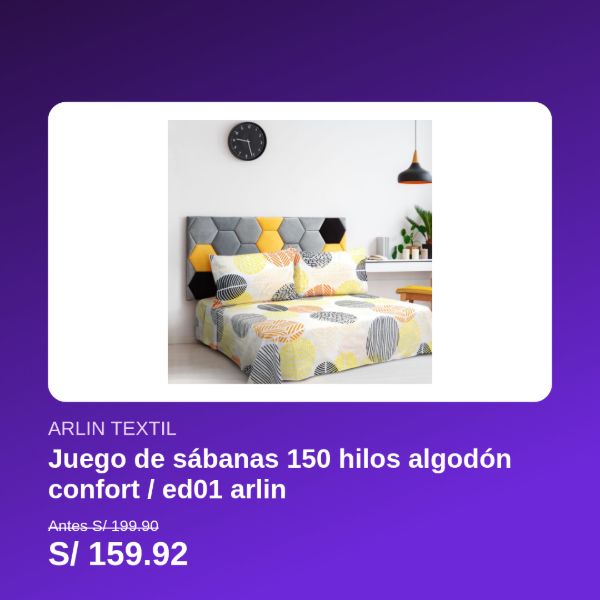 ARLIN TEXTIL
Juego de sábanas 150 hilos algodón
confort / ed01 arlin
Antes S/ 199.90
S/ 159.92